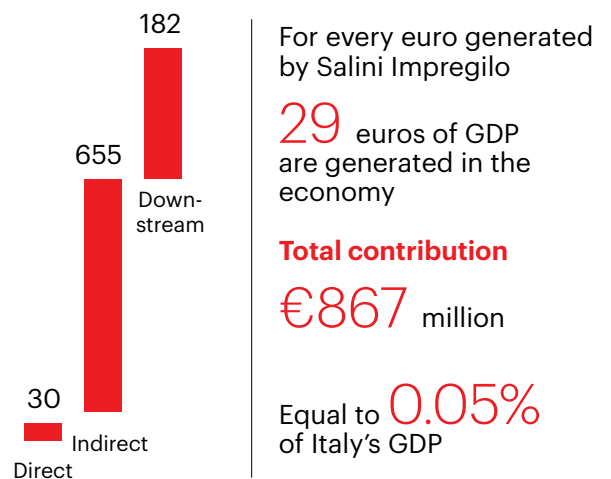 182
655
Down-
stream
30
Indirect
Direct
For every euro generated
by Salini Impregilo
29 euros of GDP
are generated in the
economy
Total contribution
€867 million
Equal to 0.05%
of Italy’s GDP